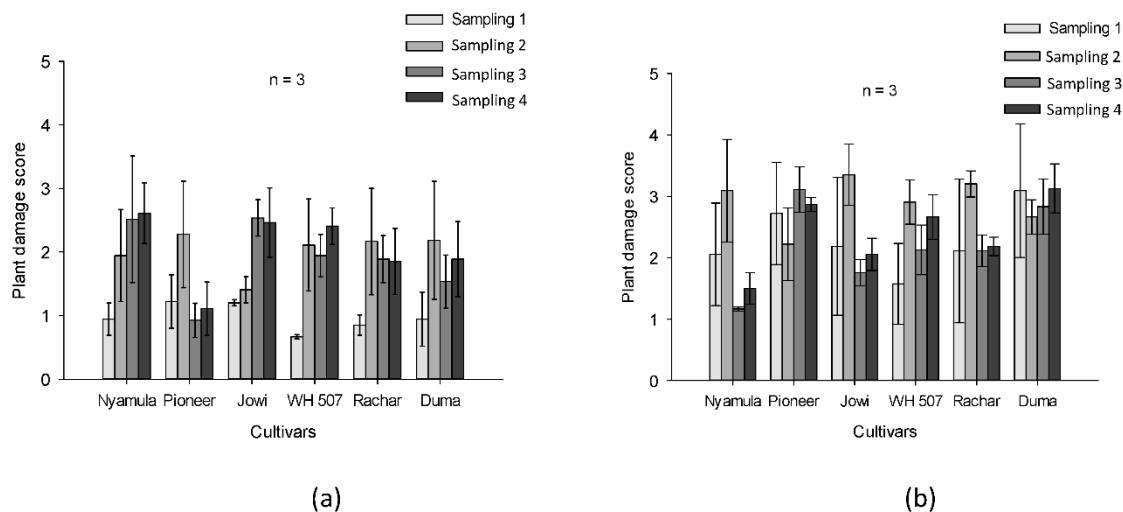 Sampling 1
Sampling 2
Sampling 3
Sampling 4
n = 3
5
4
3
2
1
0
Plant damage score
Nyamula Pioneer Jowi WH 507 Rachar Duma
Cultivars
(a)
Sampling 1
Sampling 2
Sampling 3
Sampling 4
n = 3
5
4
3
2
1
0
Plant damage score
Nyamula Pioneer Jowi WH 507 Rachar Duma
Cultivars
(b)